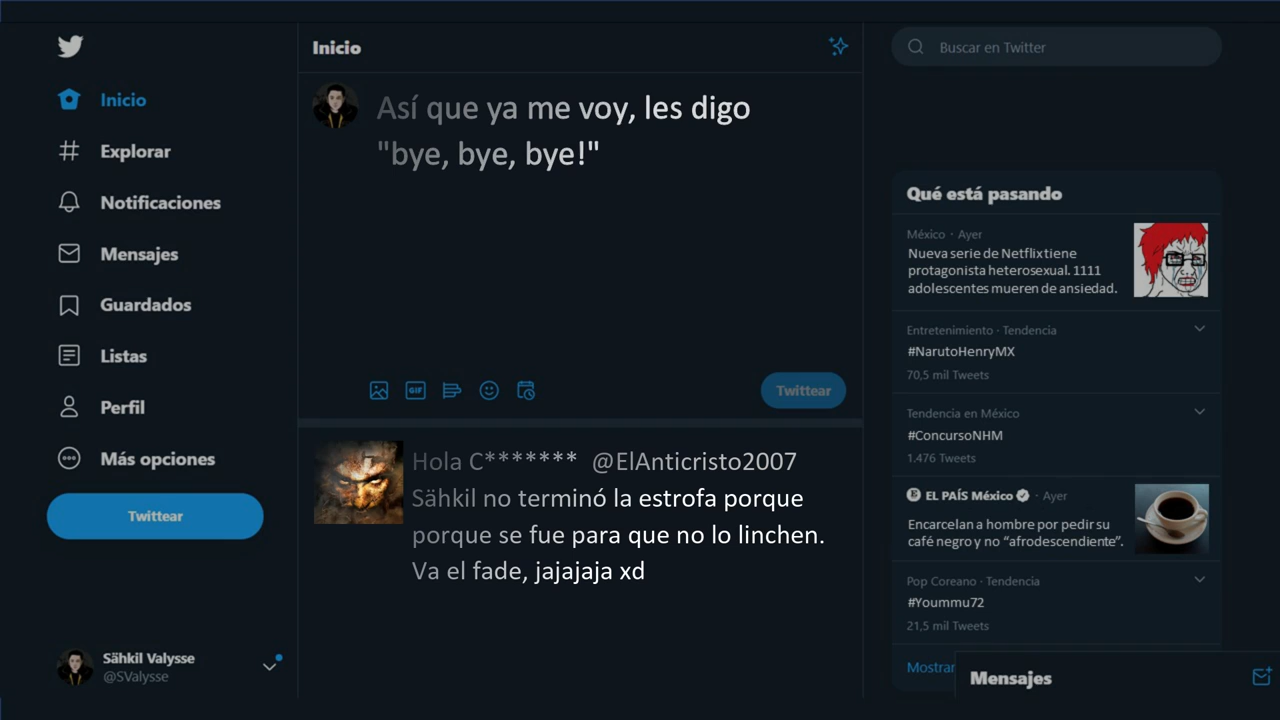 Inicio
Explorar
Notificaciones
Mensajes
Guardados
Listas
Perfil
Más opciones
Twittear
Sähkil Valysse
@SValysse
Inicio
Así que ya me voy, les digo
"bye, bye, bye!"
GIF
Twittear
Hola C******* @ElAnticristo2007
Sähkil no terminó la estrofa porque
porque se fue para que no lo linchen.
Va el fade, jajajaja xd
Buscar en Twitter
Qué está pasando
México · Ayer
Nueva serie de Netflix tiene
protagonista heterosexual. 1111
adolescentes mueren de ansiedad.
Entretenimiento · Tendencia
#NarutoHenryMX
70,5 mil Tweets
Tendencia en México
#ConcursoNHM
1.476 Tweets
EL PAÍS México · Ayer
Encarcelan a hombre por pedir su
café negro y no “afrodescendiente”.
Pop Coreano · Tendencia
#Yoummu72
21,5 mil Tweets
Mostrar
Mensajes